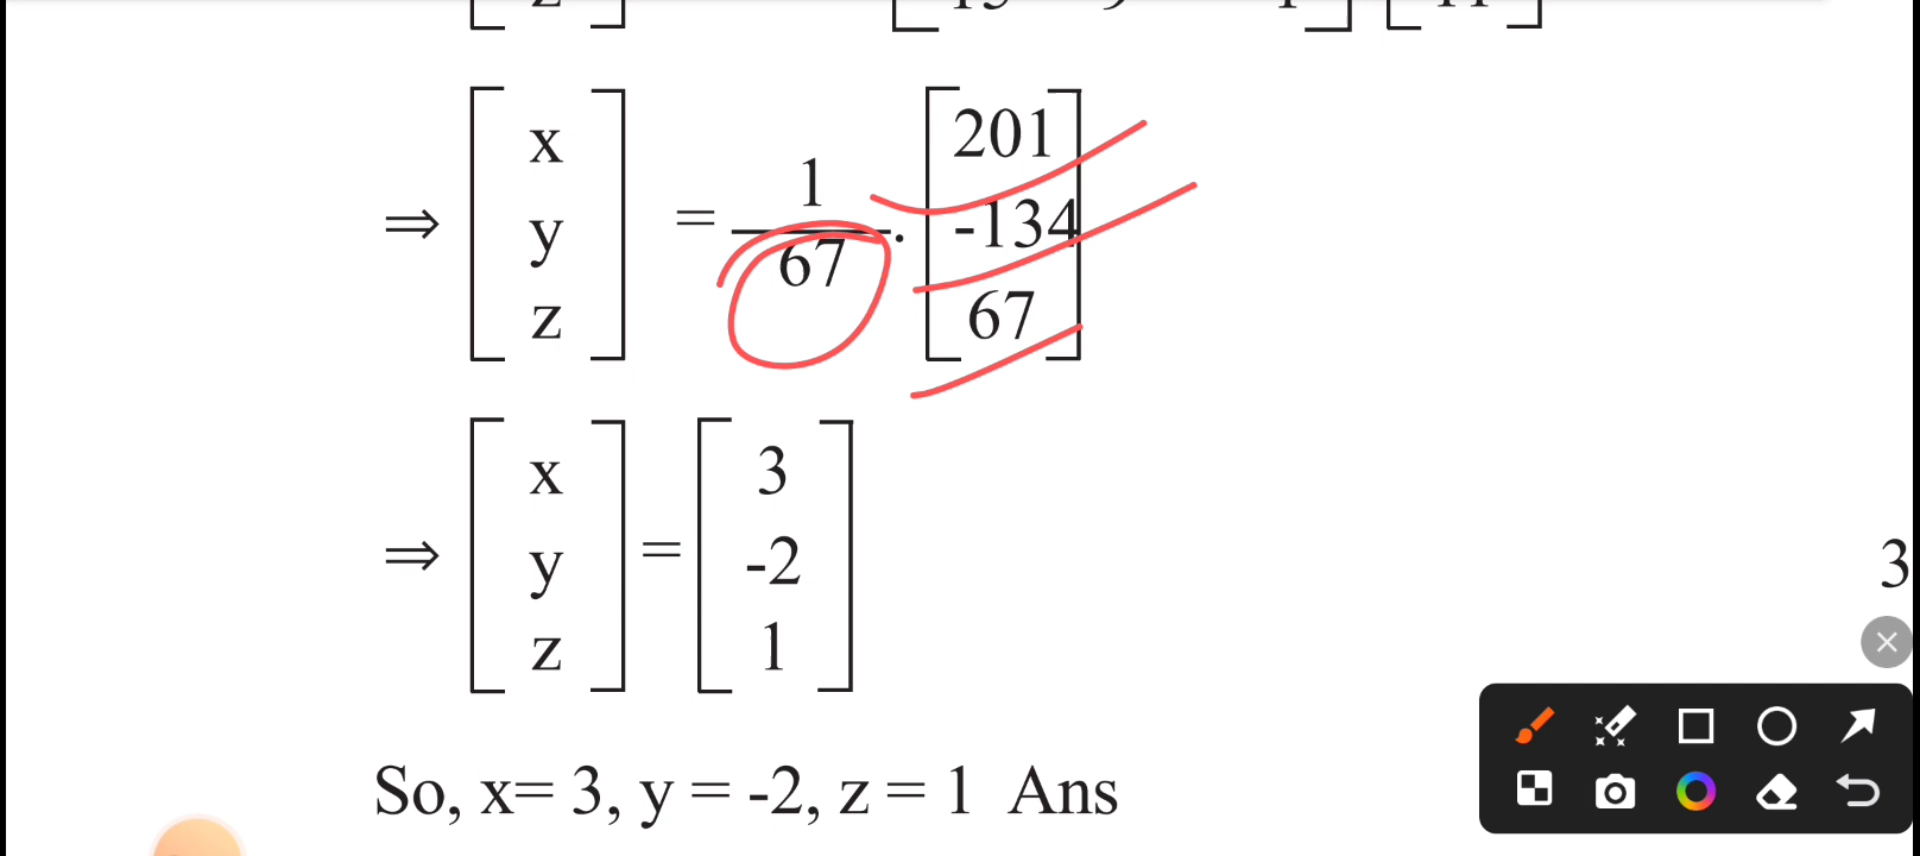 ⇒ [x y z] = 1/67 . [201 -134 67]
⇒ [x y z] = [3 -2 1]
3
So, x= 3, y = -2, z = 1 Ans